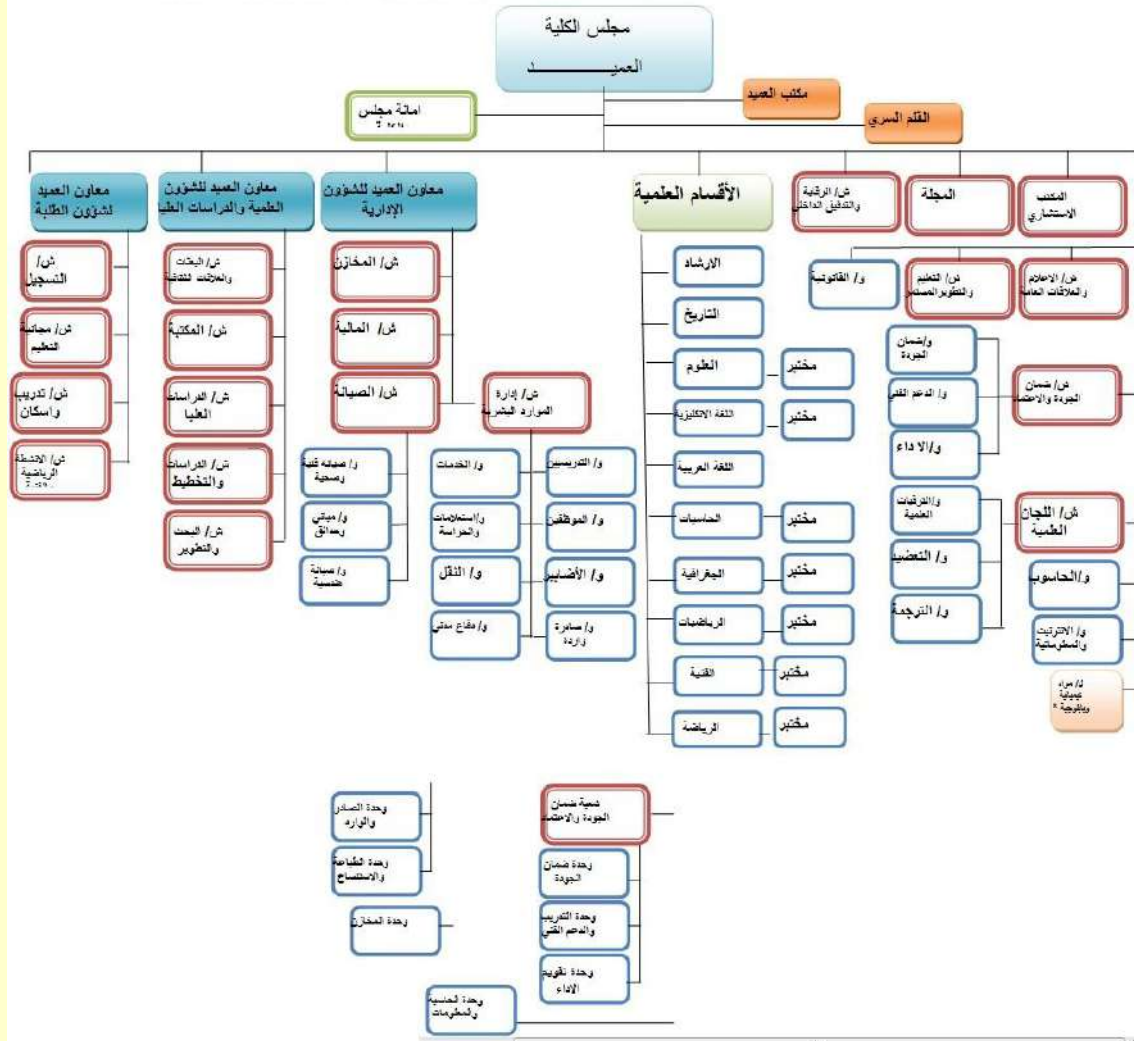 مجلس الكلية
العميـــــــــد
مكتب العميد
امانة مجلس
القلم السري
المكتب
الاستشاري
المجلة
ش/ الرقابة
والتدقيق الداخلي
الأقسام العلمية
معاون العميد للشؤون
الإدارية
معاون العميد للشؤون
العلمية والدراسات العليا
معاون العميد
لشؤون الطلبة
ش/ الاعلام
والعلاقات العامة
ش/ التعليم
والتطوير المستمر
و/ القانونية
ش/ ضمان
الجودة والاعتماد
و/ضمان
الجودة
و/ الدعم الفني
و/الاداء
ش/ اللجان
العلمية
و/الترقيات
العلمية
و/ التعضيد
و/ الترجمة
و/الحاسوب
و/ الانترنيت
والمعلوماتية
الارشاد
التاريخ
العلوم
مختبر
اللغة الانكليزية
مختبر
اللغة العربية
الحاسبات
مختبر
الجغرافية
مختبر
الرياضيات
مختبر
الفنية
مختبر
الرياضة
مختبر
ش/ المخازن
ش/ المالية
ش/ الصيانة
ش/ إدارة
الموارد البشرية
و/ التدريسيين
و/ الموظفين
و/ الأضابير
و/ صادرة
واردة
و/ الخدمات
و/استعلامات
والحراسة
و/ النقل
و/ دفاع مدني
و/ صيانه فنية
وصحية
و/ مباني
وحدائق
و/ صيانة
هندسية
ش/ البعثات
والعلاقات الثقافية
ش/ المكتبة
ش/ الدراسات
العليا
ش/ الدراسات
والتخطيط
ش/ البحث
والتطوير
ش/
التسجيل
ش/ مجانية
التعليم
ش/ تدريب
واسكان
ش/ الانشطة
الرياضية
شعبة ضمان
الجودة والاعتماد
وحدة ضمان
الجودة
وحدة التدريب
والدعم الفني
وحدة تقويم
الاداء
وحدة الصادر
والوارد
وحدة الطباعة
والاستنساخ
وحدة المخازن
وحدة الحاسبة
والمعلومات